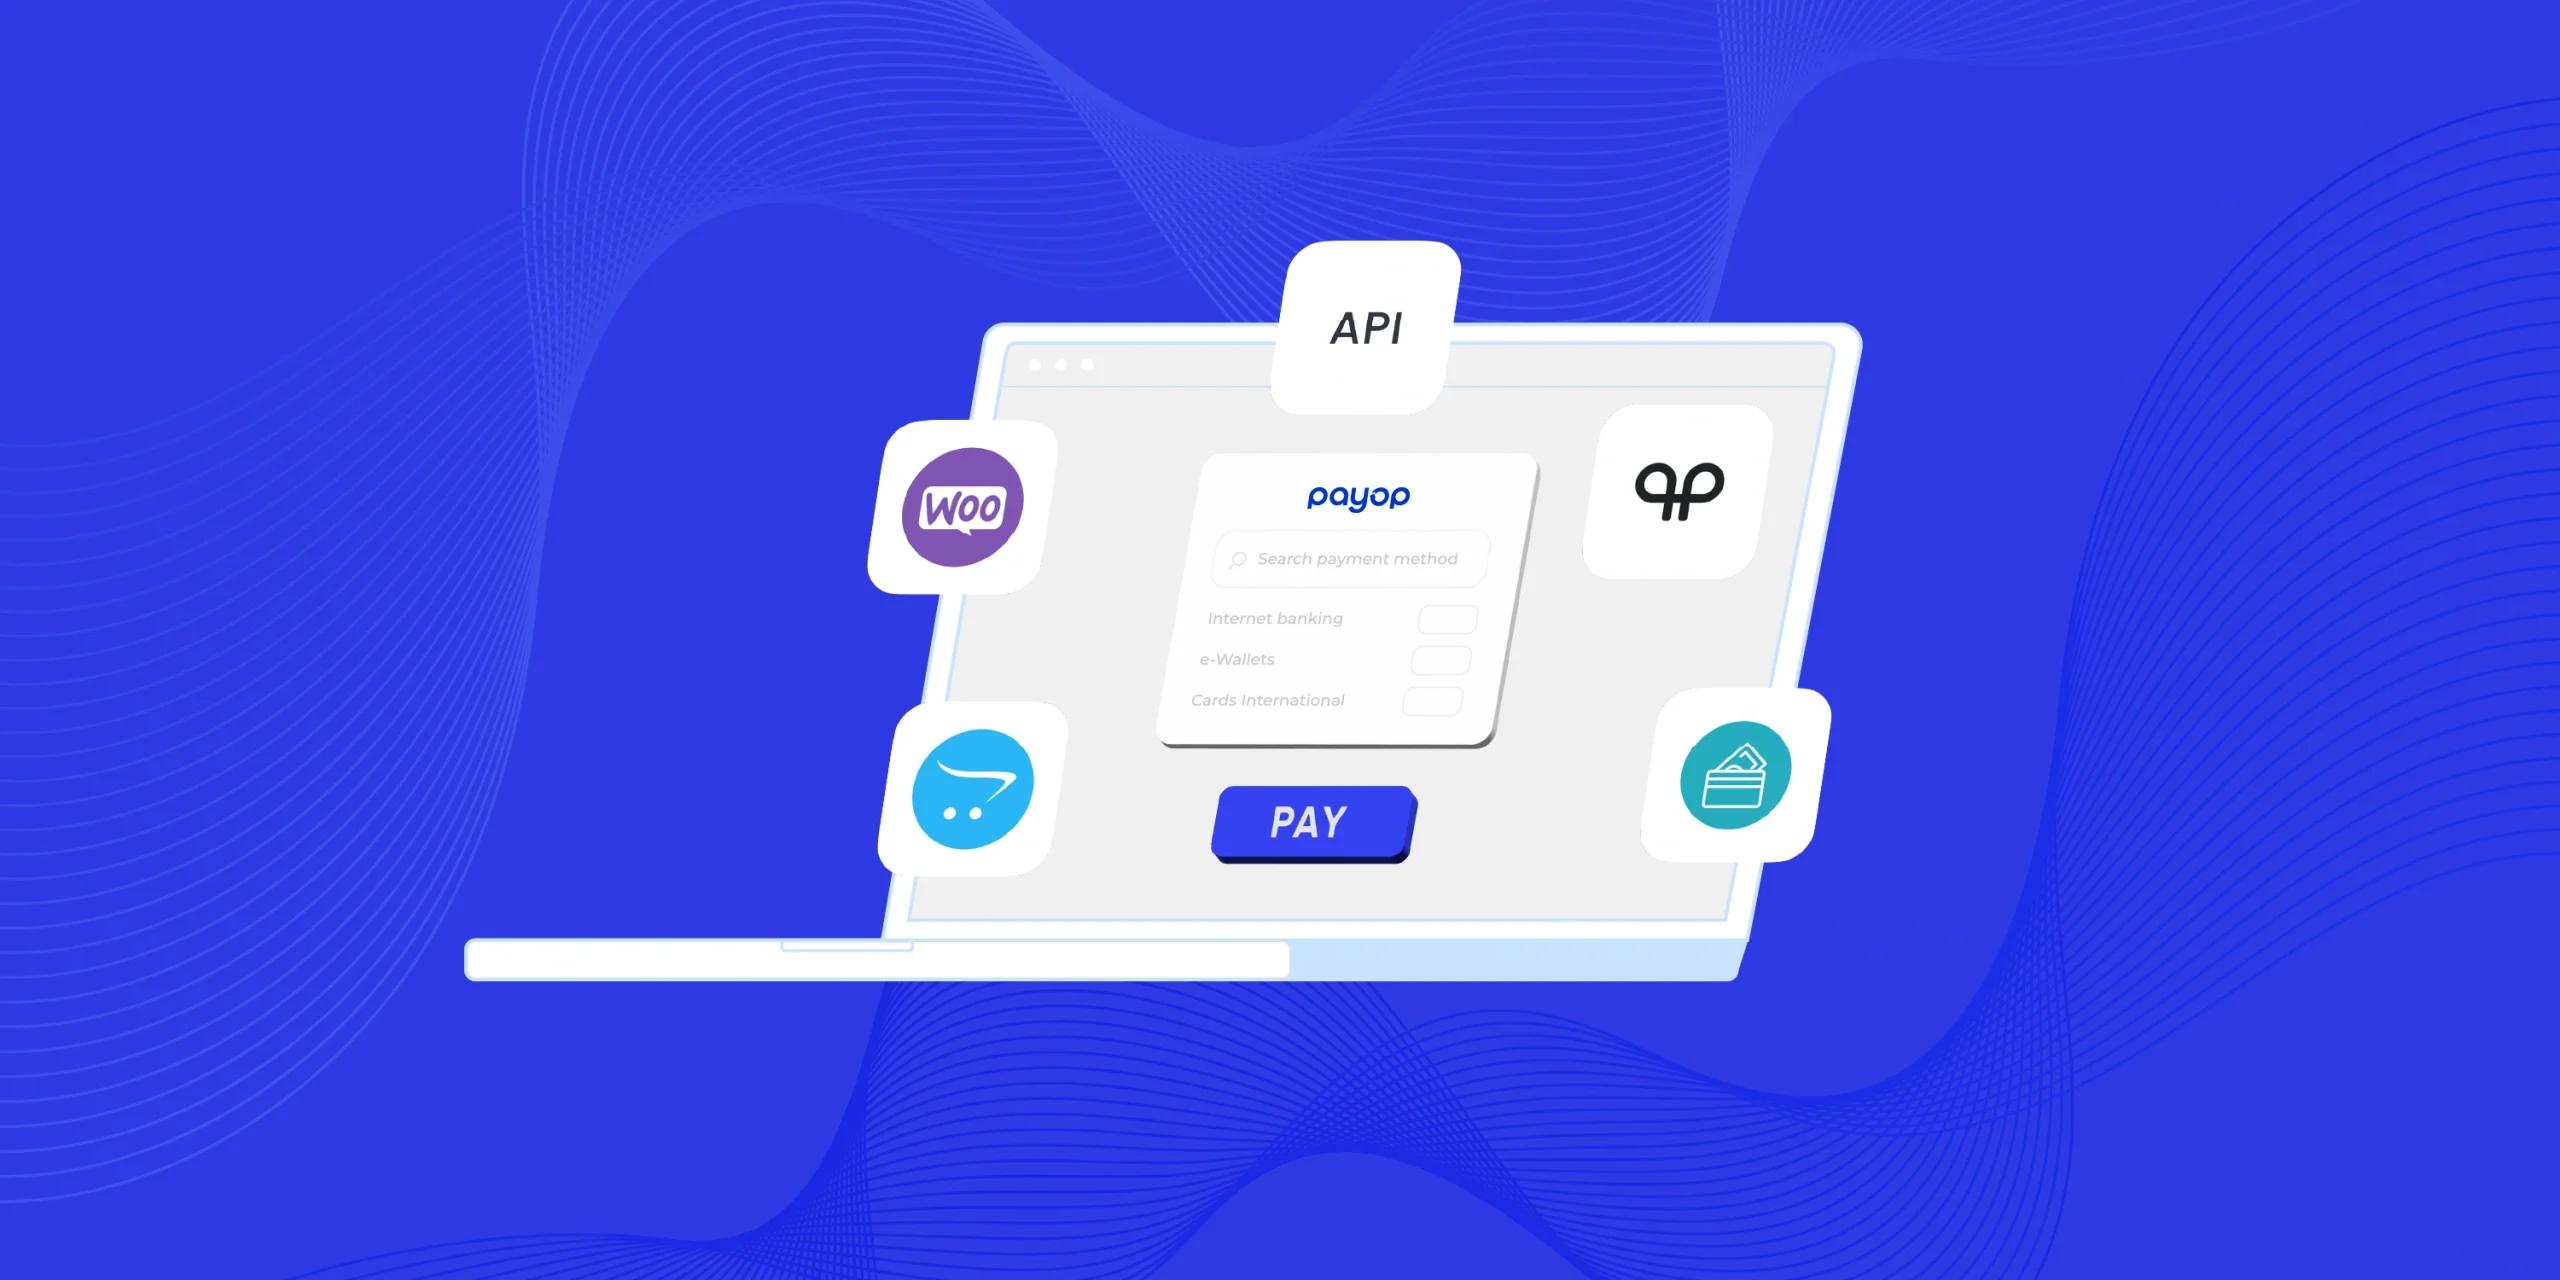 API
Woo
payop
Search payment method
Internet banking
e-Wallets
Cards International
PAY